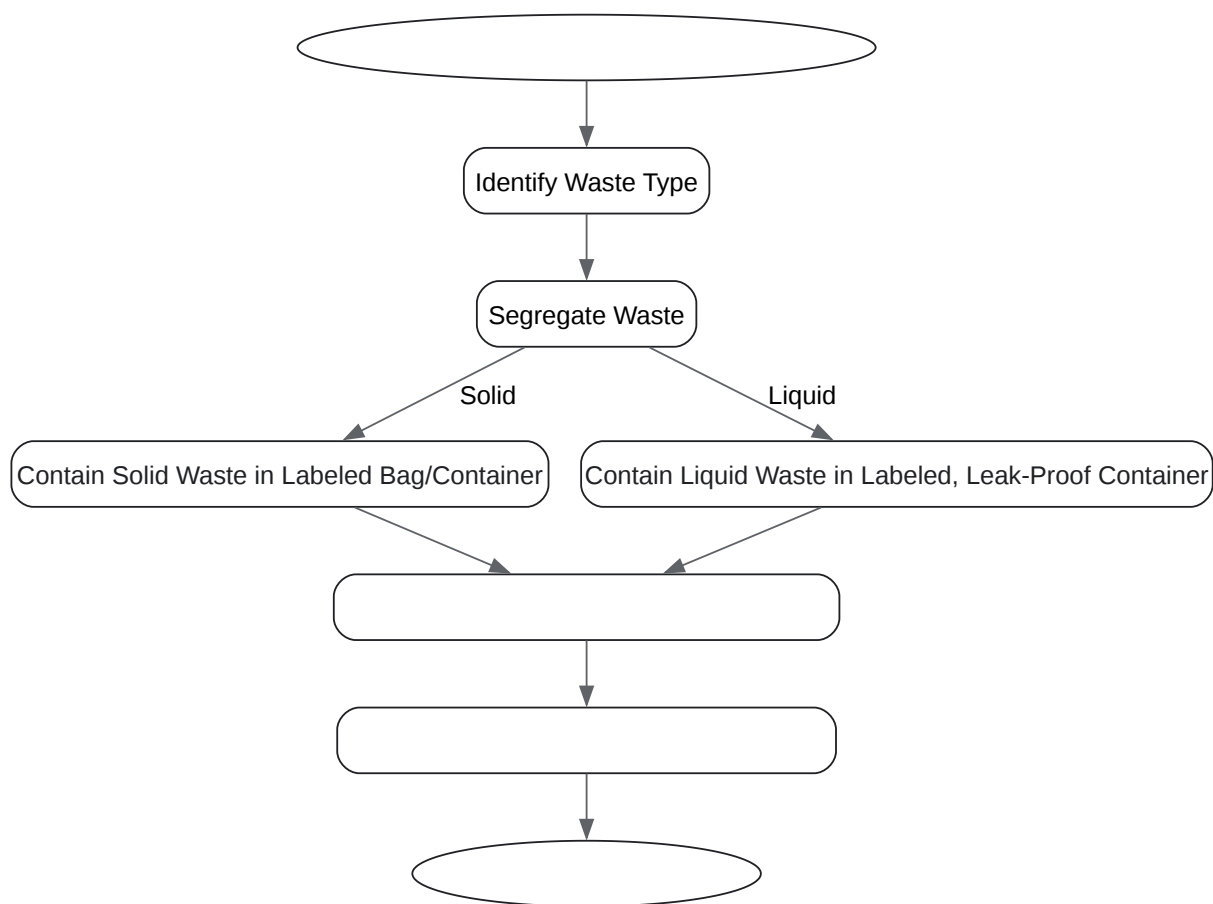 Identify Waste Type
Segregate Waste
Solid
Liquid
Contain Solid Waste in Labeled Bag/Container
Contain Liquid Waste in Labeled, Leak-Proof Container